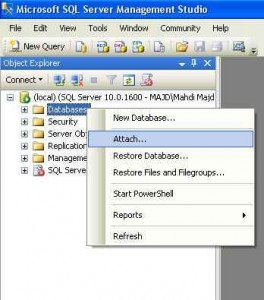 Microsoft SQL Server Management Studio
File Edit View Tools Window Community Help
New Query
Object Explorer
Connect
(local) (SQL Server 10.0.1600 - MAJD\Mahdi Majd
Databases
Security
Server Obj
Replication
Management
SQL Server
New Database...
Attach...
Restore Database...
Restore Files and Filegroups...
Start PowerShell
Reports
Refresh